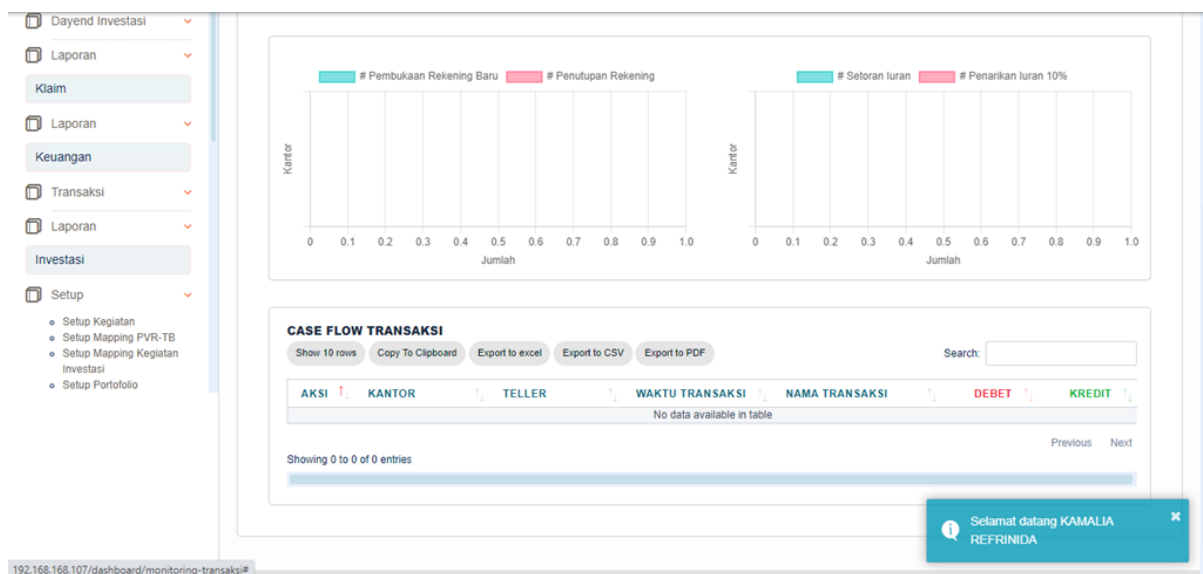 Dayend Investasi
Laporan
Klaim
Laporan
Keuangan
Transaksi
Laporan
Investasi
Setup
Setup Kegiatan
Setup Mapping PVR-TB
Setup Mapping Kegiatan
Investasi
Setup Portofolio
# Pembukaan Rekening Baru # Penutupan Rekening
Kantor
0 0.1 0.2 0.3 0.4 0.5 0.6 0.7 0.8 0.9 1.0
Jumlah
# Setoran Iuran # Penarikan Iuran 10%
Kantor
0 0.1 0.2 0.3 0.4 0.5 0.6 0.7 0.8 0.9 1.0
Jumlah
CASE FLOW TRANSAKSI
Show 10 rows Copy To Clipboard Export to excel Export to CSV Export to PDF Search:
AKSI KANTOR TELLER WAKTU TRANSAKSI NAMA TRANSAKSI DEBET KREDIT
No data available in table
Previous Next
Showing 0 to 0 of 0 entries
Selamat datang KAMALIA
REFRINIDA
192.168.168.107/dashboard/monitoring-transaksi#